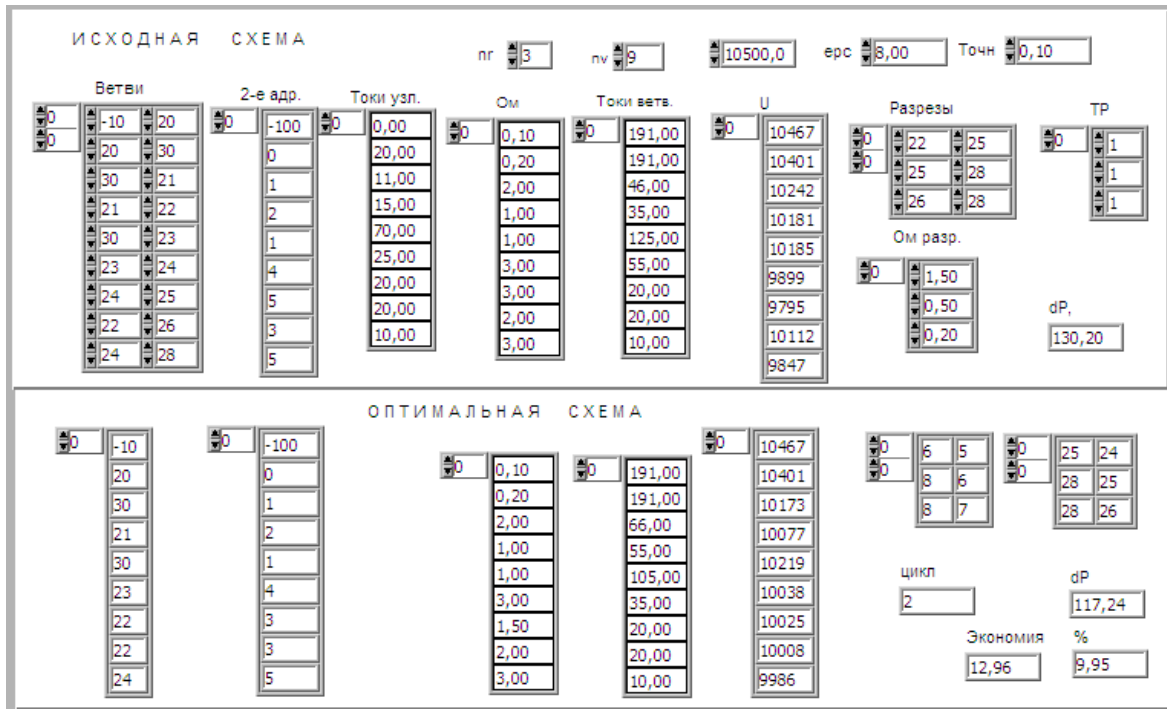 ИСХОДНАЯ СХЕМА
nr 3 nv 9 10500,0 ерс 8,00 Точн 0,10
Ветви 2-е адр. Токи узл. Ом Токи ветв. U Разрезы ТР
0 -10 20 0 -100 0 0,00 0 0,10 0 191,00 0 10467 0 22 25 0 1
0 20 30 0 20,00 0,20 191,00 10401 0 25 28 1
30 21 1 11,00 2,00 46,00 10242 26 28 1
21 22 2 15,00 1,00 35,00 10181
30 23 1 70,00 1,00 125,00 10185 Ом разр.
23 24 4 25,00 3,00 55,00 9899 0 1,50
24 25 5 20,00 3,00 20,00 9795 0,50
22 26 3 20,00 2,00 20,00 10112 0,20
24 28 5 10,00 3,00 10,00 9847
dP,
130,20
ОПТИМАЛЬНАЯ СХЕМА
0 -10 0 -100 0 0,10 0 191,00 0 10467 0 6 5 0 25 24
20 0 0,20 191,00 10401 0 8 6 0 28 25
30 1 2,00 66,00 10173 8 7 28 26
21 2 1,00 55,00 10077
30 1 1,00 105,00 10219
23 4 3,00 35,00 10038
22 3 1,50 20,00 10025
22 3 2,00 20,00 10008
24 5 3,00 10,00 9986
цикл dP
2 117,24
Экономия %
12,96 9,95